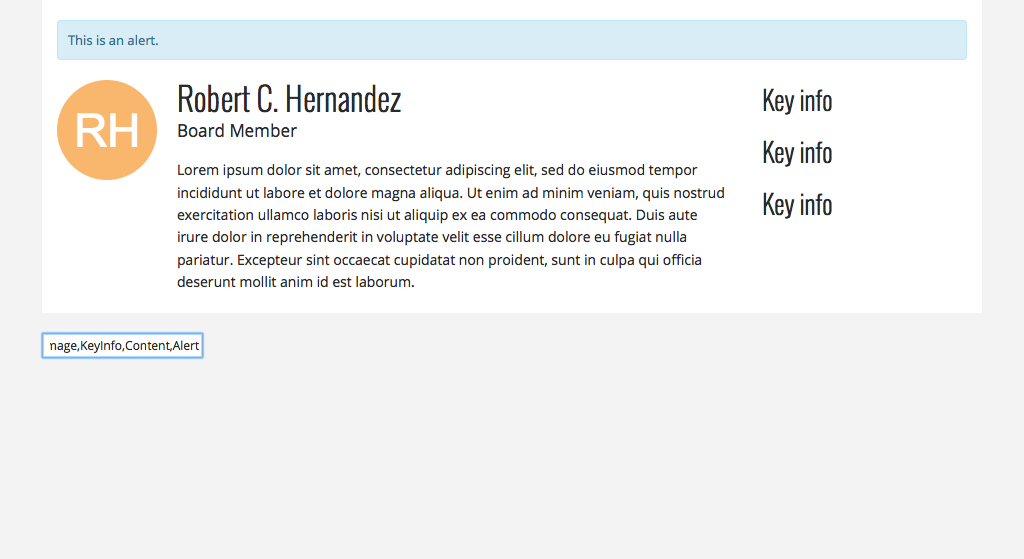 This is an alert.
RH
Robert C. Hernandez
Board Member
Lorem ipsum dolor sit amet, consectetur adipiscing elit, sed do eiusmod tempor
incididunt ut labore et dolore magna aliqua. Ut enim ad minim veniam, quis nostrud
exercitation ullamco laboris nisi ut aliquip ex ea commodo consequat. Duis aute
irure dolor in reprehenderit in voluptate velit esse cillum dolore eu fugiat nulla
pariatur. Excepteur sint occaecat cupidatat non proident, sunt in culpa qui officia
deserunt mollit anim id est laborum.
Key info
Key info
Key info
mage,KeyInfo,Content,Alert